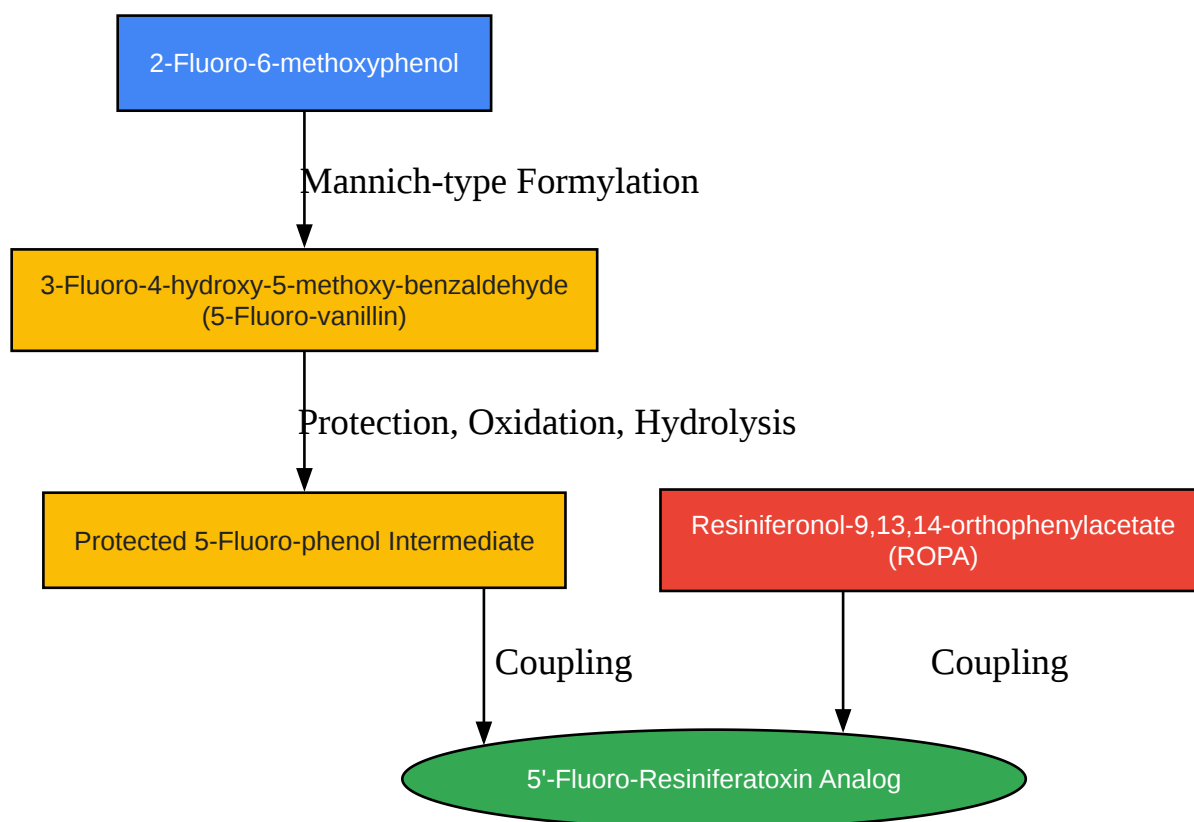 2-Fluoro-6-methoxyphenol
Mannich-type Formylation
3-Fluoro-4-hydroxy-5-methoxy-benzaldehyde
(5-Fluoro-vanillin)
Protection, Oxidation, Hydrolysis
Protected 5-Fluoro-phenol Intermediate
Resiniferonol-9,13,14-orthophenylacetate
(ROPA)
Coupling
Coupling
5'-Fluoro-Resiniferatoxin Analog